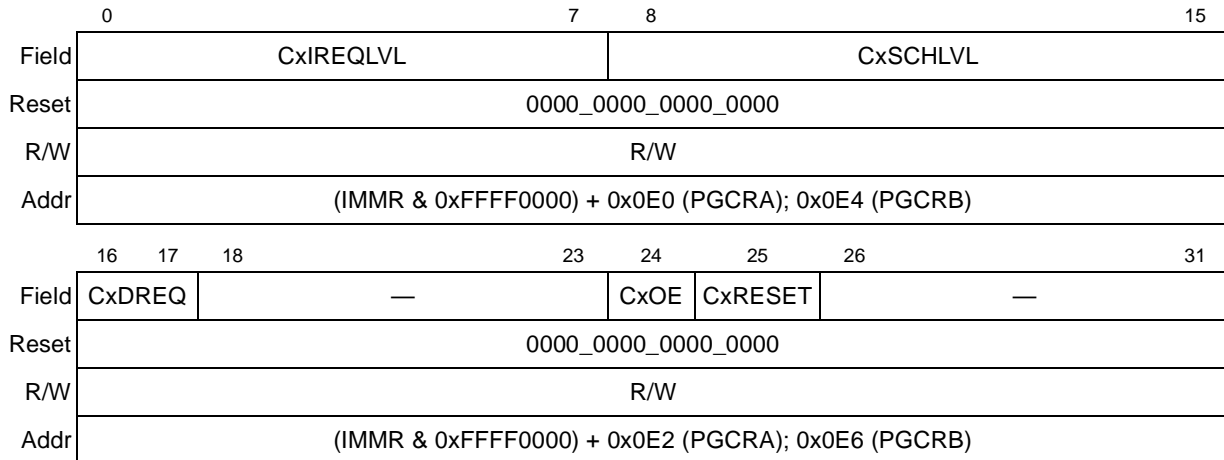 0 7 8 15
Field CxIREQLVL CxSCHLVL
Reset 0000_0000_0000_0000
R/W R/W
Addr (IMMR & 0xFFFF0000) + 0x0E0 (PGCRA); 0x0E4 (PGCRB)
16 17 18 23 24 25 26 31
Field CxDREQ — CxOE CxRESET —
Reset 0000_0000_0000_0000
R/W R/W
Addr (IMMR & 0xFFFF0000) + 0x0E2 (PGCRA); 0x0E6 (PGCRB)